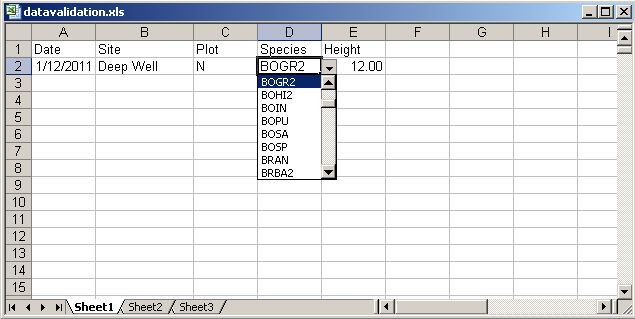 datavalidation.xls
A B C D E F G H I
1 Date Site Plot Species Height
2 1/12/2011 Deep Well N BOGR2 12.00
3 BOGR2
4 BOHI2
5 BOIN
6 BOPU
7 BOSA
8 BOSP
9 BRAN
10 BRBA2
11
12
13
14
15
Sheet1 Sheet2 Sheet3